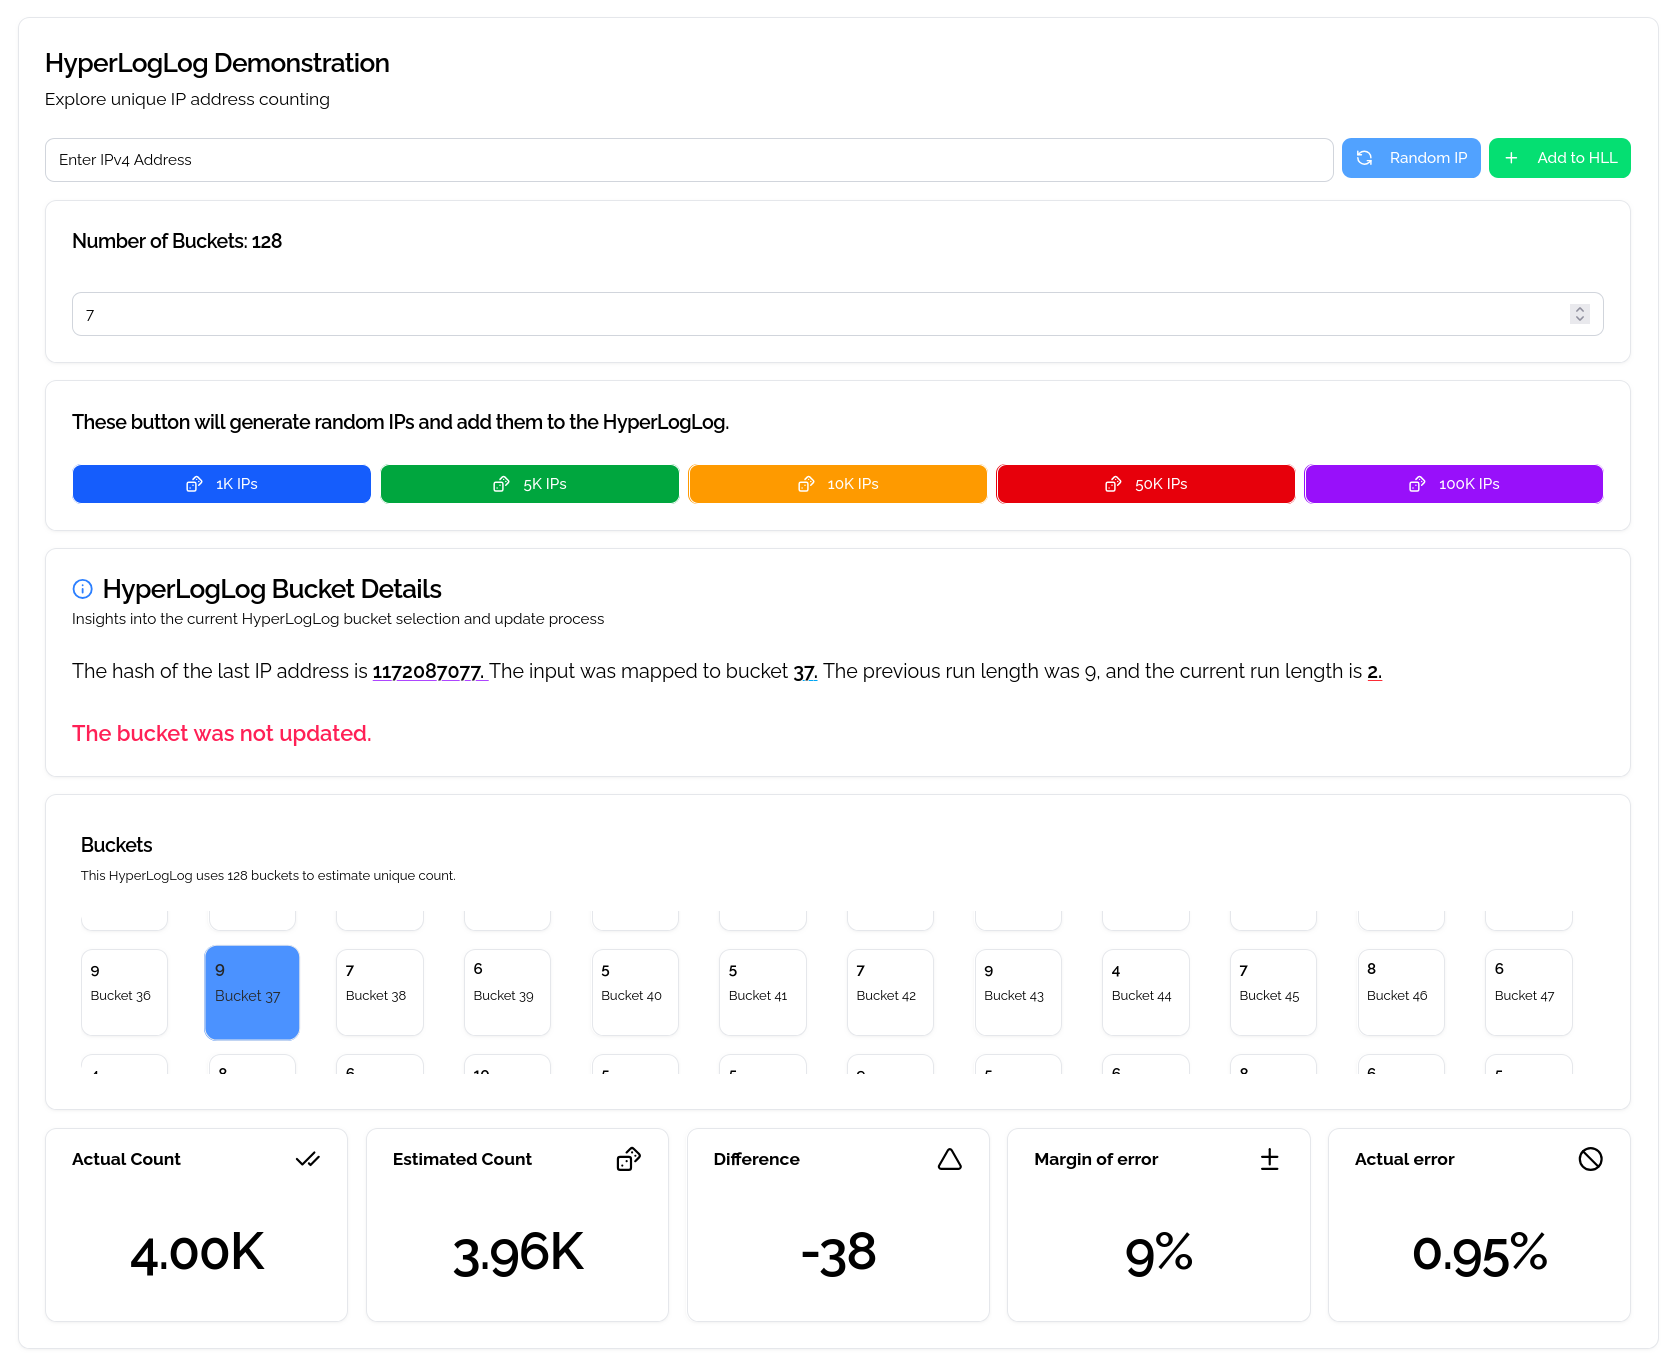 HyperLogLog Demonstration
Explore unique IP address counting
Enter IPv4 Address
Random IP
Add to HLL
Number of Buckets: 128
7
These button will generate random IPs and add them to the HyperLogLog.
1K IPs
5K IPs
10K IPs
50K IPs
100K IPs
HyperLogLog Bucket Details
Insights into the current HyperLogLog bucket selection and update process
The hash of the last IP address is 1172087077. The input was mapped to bucket 37. The previous run length was 9, and the current run length is 2.
The bucket was not updated.
Buckets
This HyperLogLog uses 128 buckets to estimate unique count.
9
Bucket 36
9
Bucket 37
7
Bucket 38
6
Bucket 39
5
Bucket 40
5
Bucket 41
7
Bucket 42
9
Bucket 43
4
Bucket 44
7
Bucket 45
8
Bucket 46
6
Bucket 47
Actual Count
4.00K
Estimated Count
3.96K
Difference
-38
Margin of error
9%
Actual error
0.95%